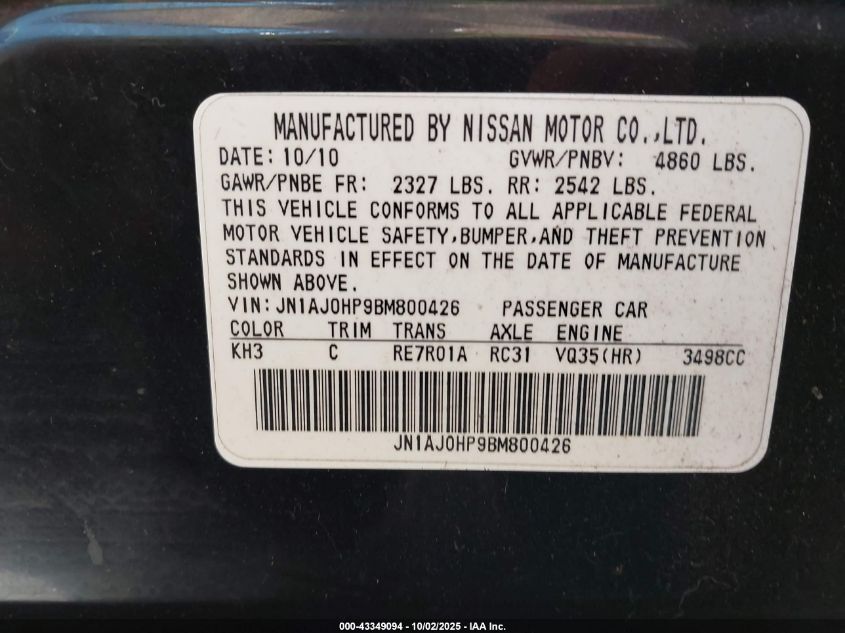 MANUFACTURED BY NISSAN MOTOR CO.,LTD.
DATE: 10/10 GVWR/PNBV: 4860 LBS.
GAWR/PNBE FR: 2327 LBS. RR: 2542 LBS.
THIS VEHICLE CONFORMS TO ALL APPLICABLE FEDERAL
MOTOR VEHICLE SAFETY,BUMPER,AND THEFT PREVENTION
STANDARDS IN EFFECT ON THE DATE OF MANUFACTURE
SHOWN ABOVE.
VIN: JN1AJ0HP9BM800426 PASSENGER CAR
COLOR TRIM TRANS AXLE ENGINE
KH3 C RE7R01A RC31 VQ35(HR) 3498CC
JN1AJ0HP9BM800426
000-43349094 - 10/02/2025 - IAA Inc.